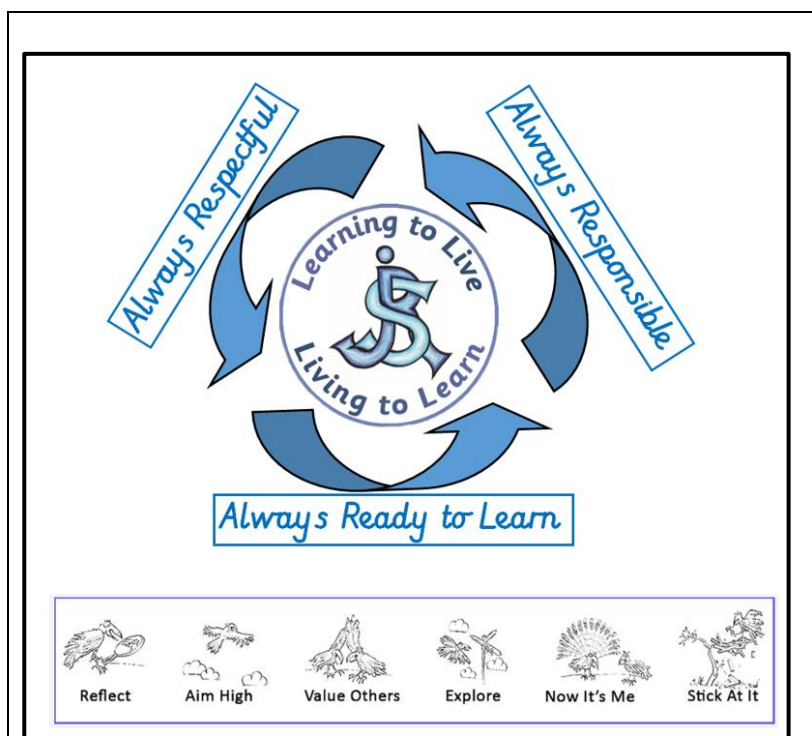 Always Respectful
Always Responsible
Learning to Live
JS
Living to Learn
Always Ready to Learn
Reflect
Aim High
Value Others
Explore
Now It's Me
Stick At It